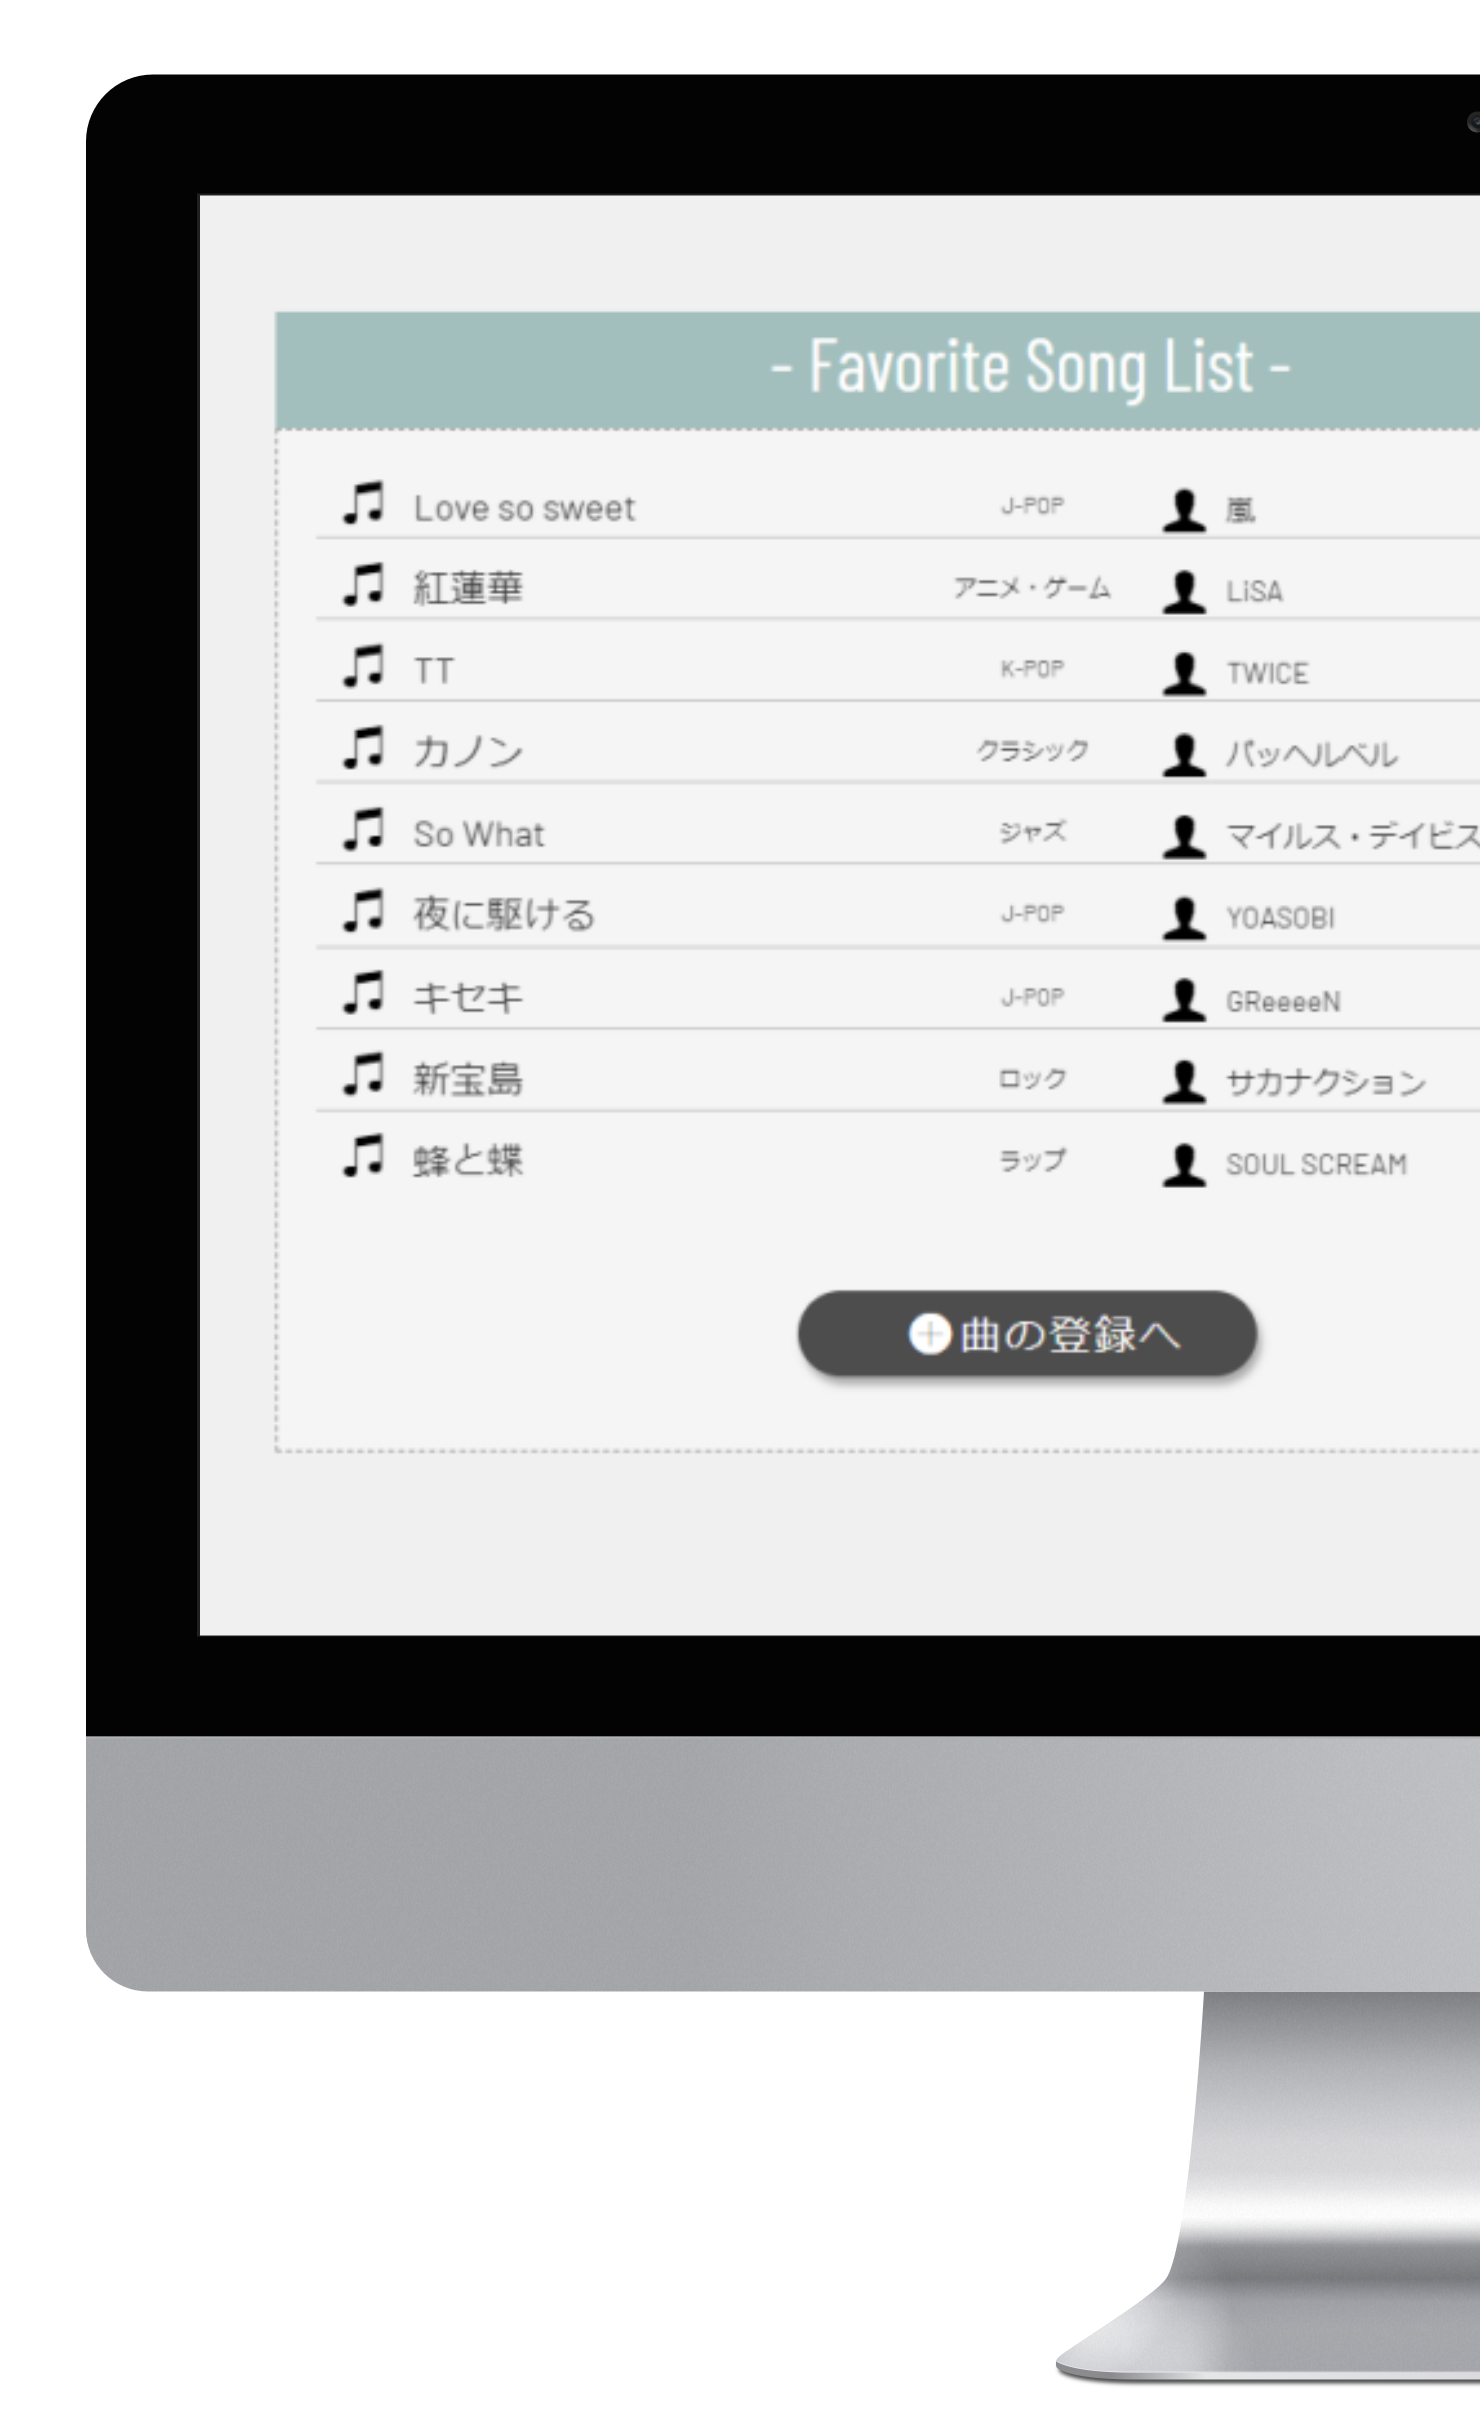 - Favorite Song List -
Love so sweet J-POP 嵐
紅蓮華 アニメ・ゲーム LiSA
TT K-POP TWICE
カノン クラシック パッヘルベル
So What ジャズ マイルス・デイビス
夜に駆ける J-POP YOASOBI
キセキ J-POP GReeeeN
新宝島 ロック サカナクション
蜂と蝶 ラップ SOUL SCREAM
曲の登録へ